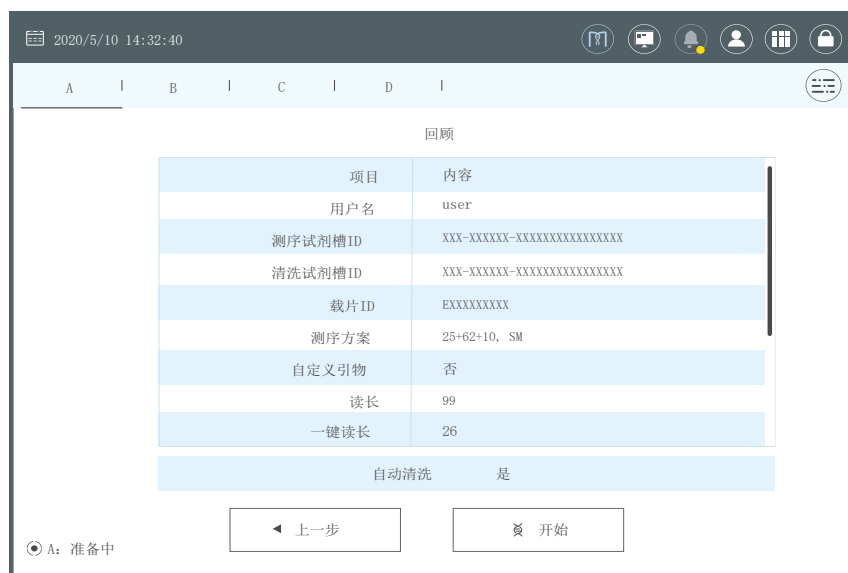 2020/5/10 14:32:40
A B C D
回顾
项目 内容
用户名 user
测序试剂槽ID XXX-XXXXXX-XXXXXXXXXXXXXXXX
清洗试剂槽ID XXX-XXXXXX-XXXXXXXXXXXXXXXX
载片ID EXXXXXXXXX
测序方案 25+62+10, SM
自定义引物 否
读长 99
一键读长 26
自动清洗 是
上一步 开始
A: 准备中